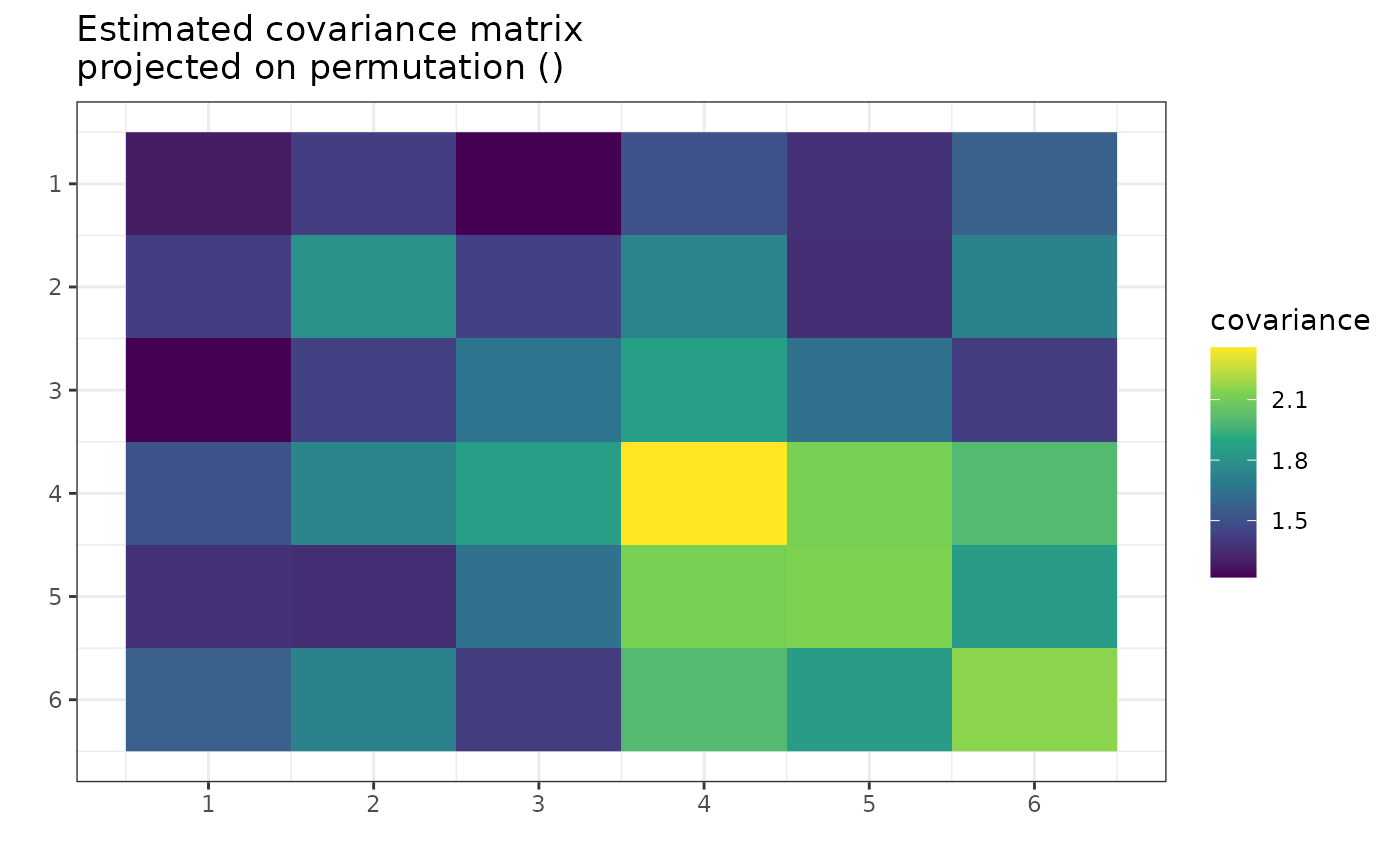 Estimated covariance matrix
projected on permutation ()
1
2
3
4
5
6
1 2 3 4 5 6
covariance
2.1
1.8
1.5